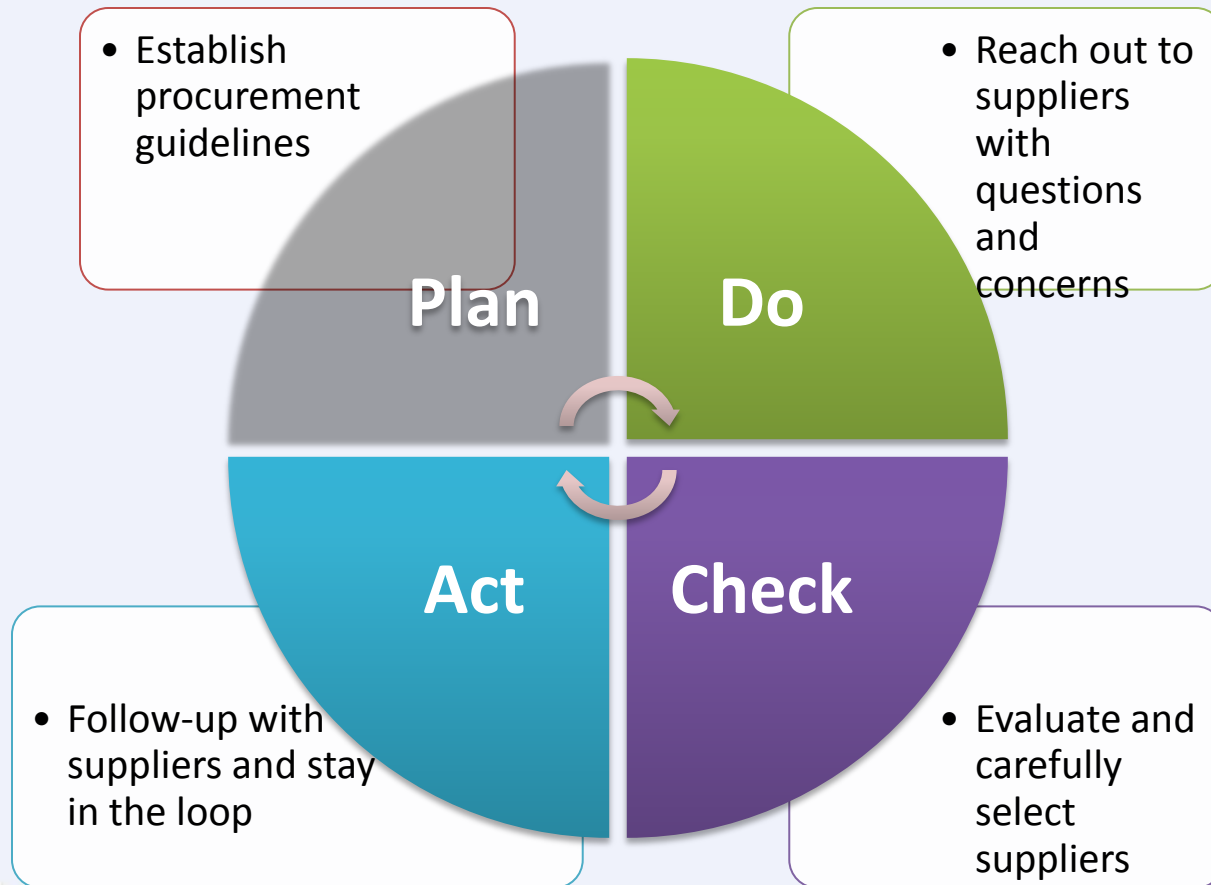 • Establish
procurement
guidelines
• Reach out to
suppliers
with
questions
and
concerns
Plan
Do
Act
Check
• Follow-up with
suppliers and stay
in the loop
• Evaluate and
carefully
select
suppliers